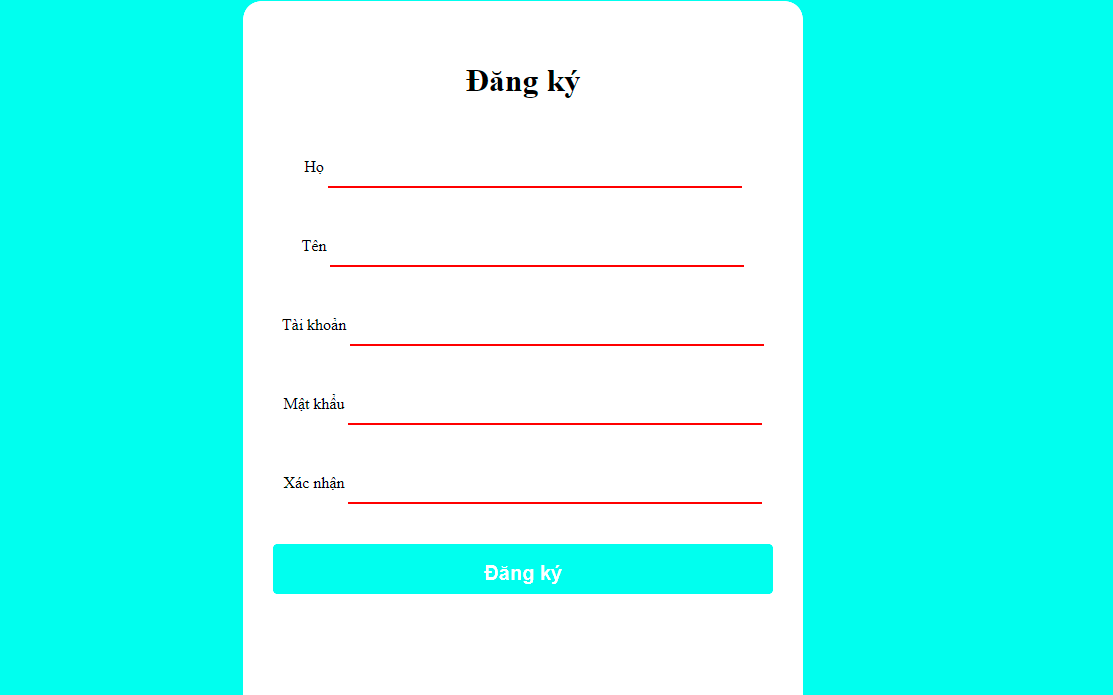 Đăng ký
Họ
Tên
Tài khoản
Mật khẩu
Xác nhận
Đăng ký